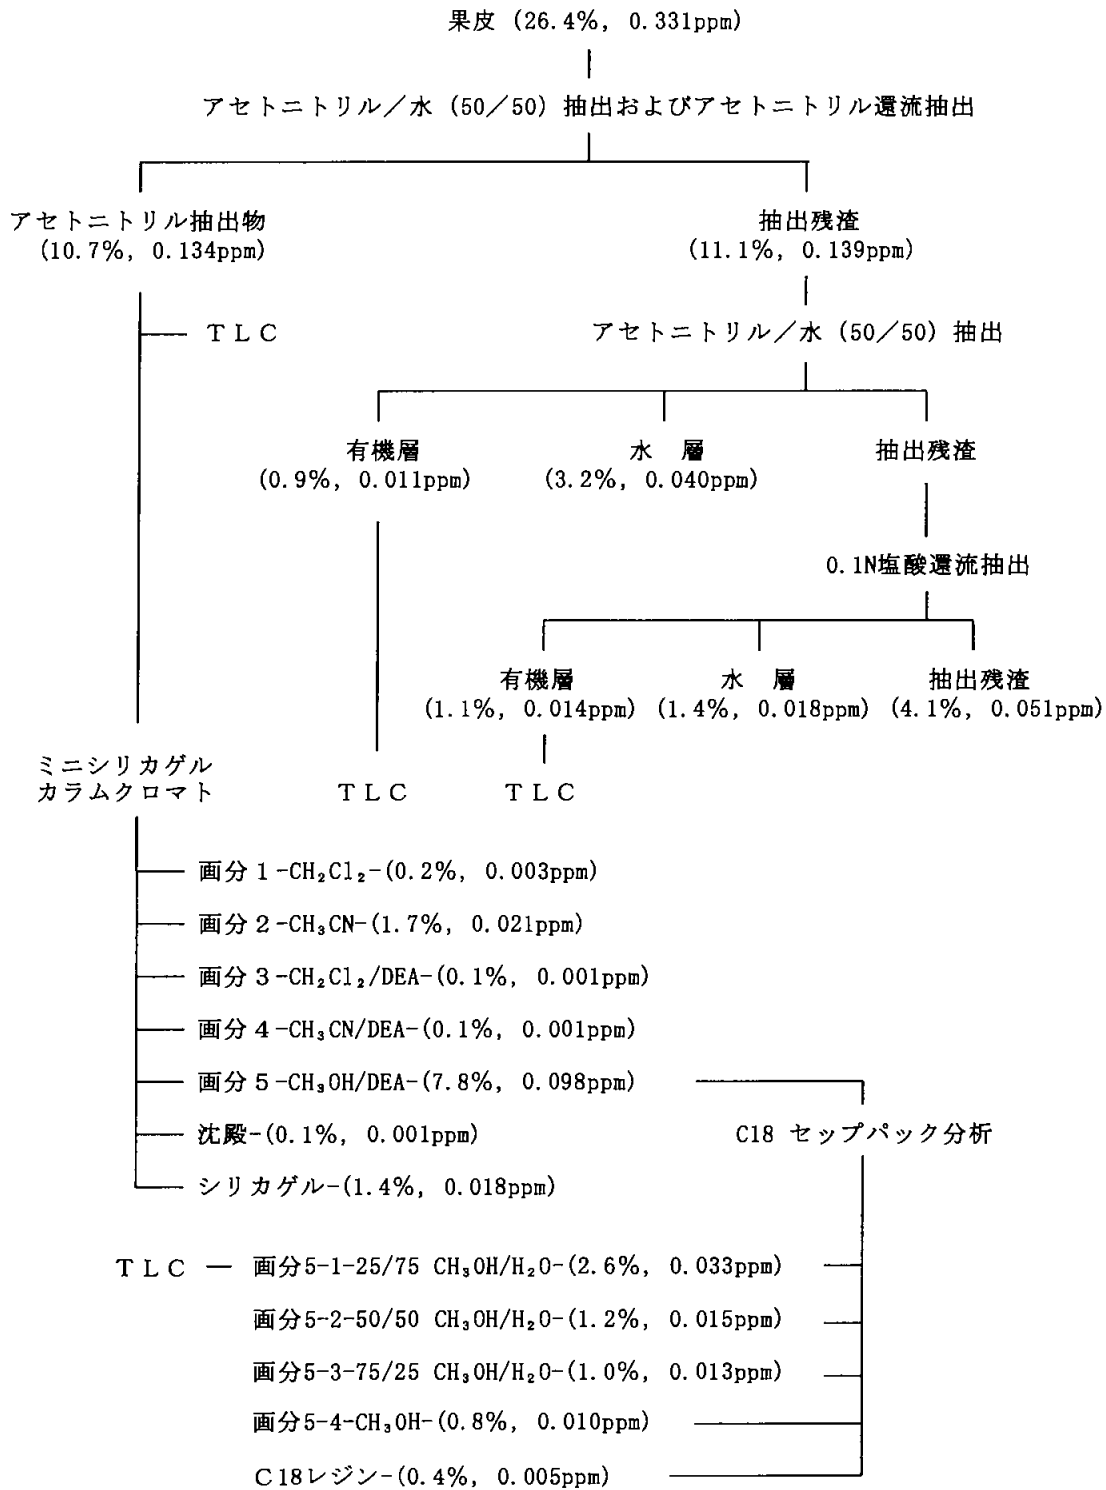 果皮 (26.4%, 0.331ppm)
アセトニトリル／水 (50／50) 抽出およびアセトニトリル還流抽出
アセトニトリル抽出物
(10.7%, 0.134ppm)
抽出残渣
(11.1%, 0.139ppm)
ＴＬＣ
アセトニトリル／水 (50／50) 抽出
有機層
(0.9%, 0.011ppm)
水　層
(3.2%, 0.040ppm)
抽出残渣
0.1N塩酸還流抽出
有機層
(1.1%, 0.014ppm)
水　層
(1.4%, 0.018ppm)
抽出残渣
(4.1%, 0.051ppm)
ミニシリカゲル
カラムクロマト
ＴＬＣ
ＴＬＣ
画分１-CH₂Cl₂-(0.2%, 0.003ppm)
画分２-CH₃CN-(1.7%, 0.021ppm)
画分３-CH₂Cl₂/DEA-(0.1%, 0.001ppm)
画分４-CH₃CN/DEA-(0.1%, 0.001ppm)
画分５-CH₃OH/DEA-(7.8%, 0.098ppm)
沈殿-(0.1%, 0.001ppm)
C18 セップパック分析
シリカゲル-(1.4%, 0.018ppm)
ＴＬＣ — 画分5-1-25/75 CH₃OH/H₂O-(2.6%, 0.033ppm)
画分5-2-50/50 CH₃OH/H₂O-(1.2%, 0.015ppm)
画分5-3-75/25 CH₃OH/H₂O-(1.0%, 0.013ppm)
画分5-4-CH₃OH-(0.8%, 0.010ppm)
Ｃ18レジン-(0.4%, 0.005ppm)